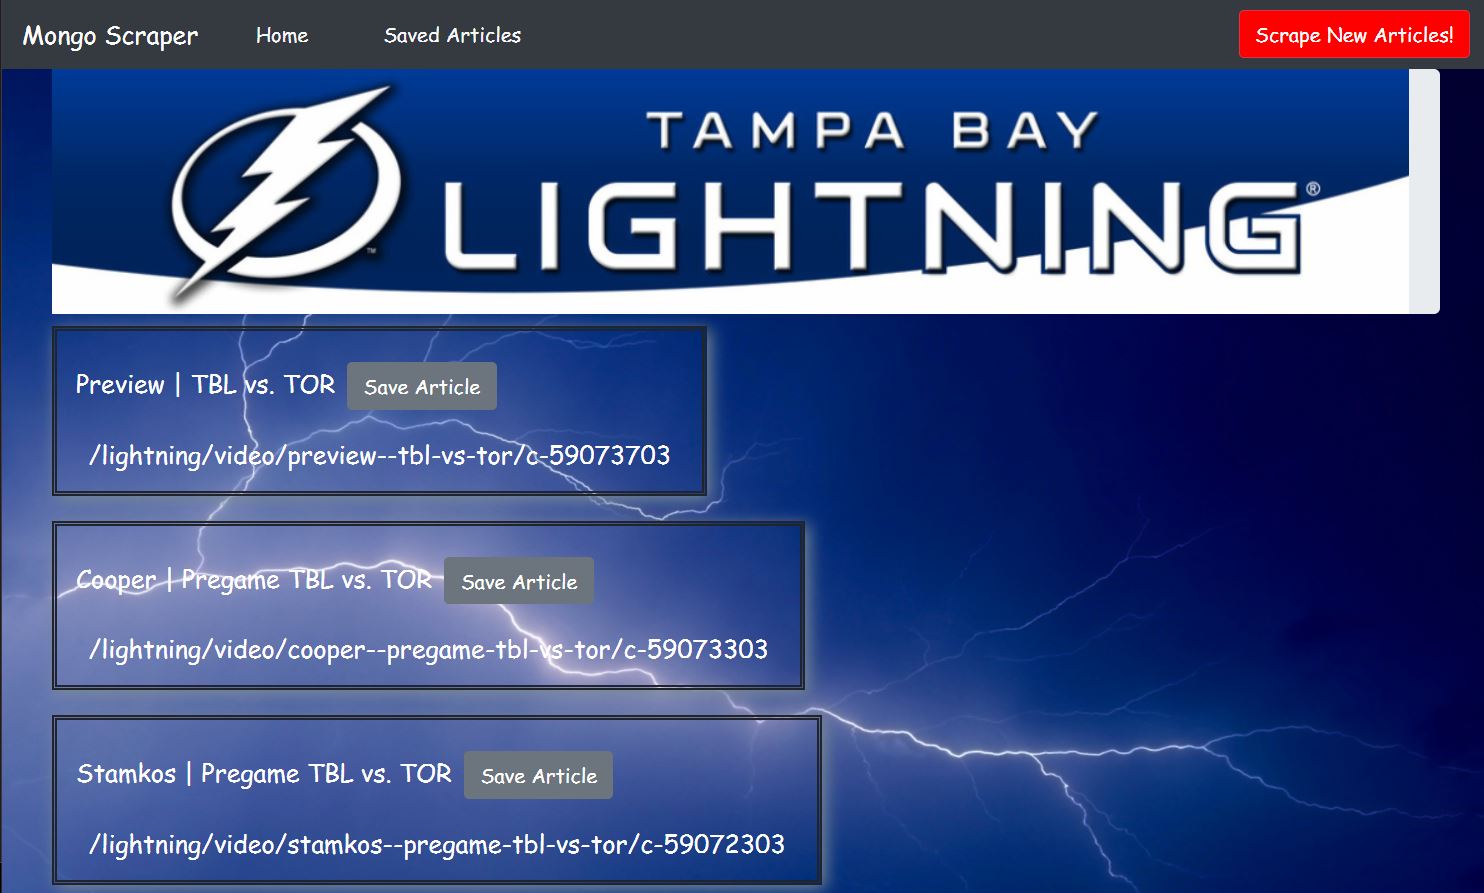 Mongo Scraper Home Saved Articles Scrape New Articles!
TAMPA BAY
LIGHTNING®
™
Preview | TBL vs. TOR Save Article
/lightning/video/preview--tbl-vs-tor/c-59073703
Cooper | Pregame TBL vs. TOR Save Article
/lightning/video/cooper--pregame-tbl-vs-tor/c-59073303
Stamkos | Pregame TBL vs. TOR Save Article
/lightning/video/stamkos--pregame-tbl-vs-tor/c-59072303